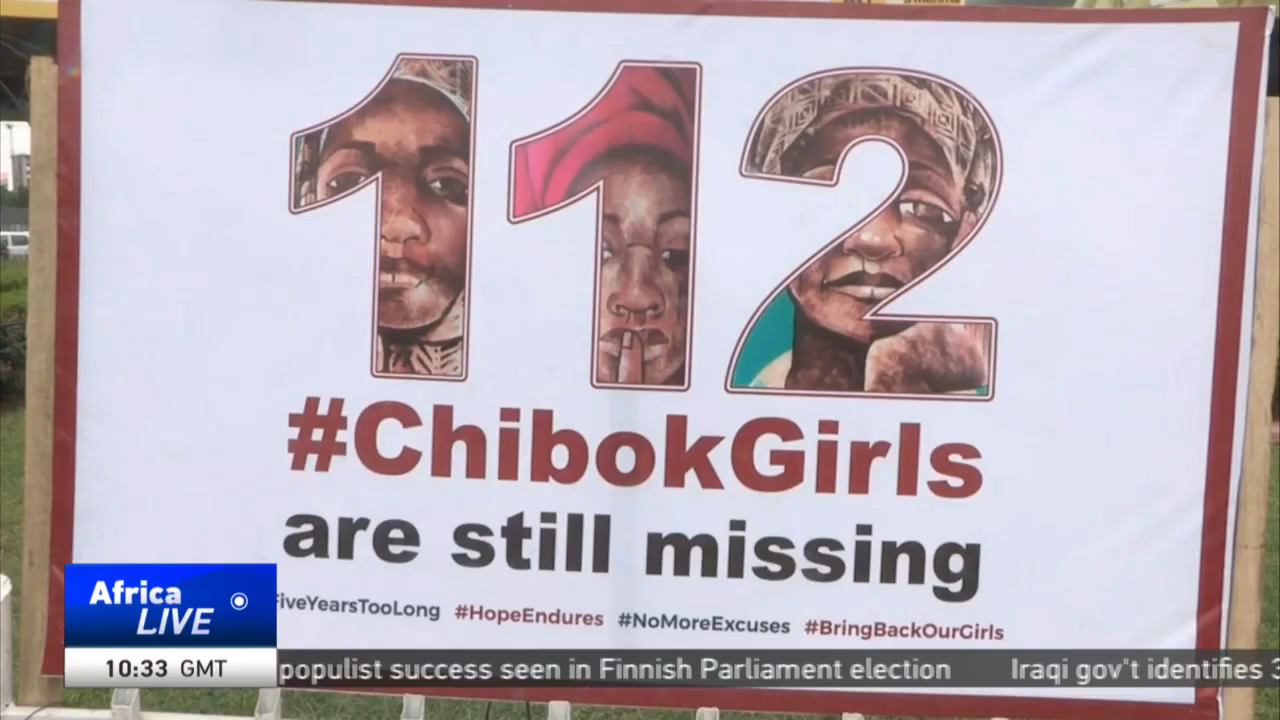 112
#ChibokGirls
are still missing
iveYearsTooLong #HopeEndures #NoMoreExcuses #BringBackOurGirls
Africa
LIVE
10:33 GMT
populist success seen in Finnish Parliament election Iraqi gov't identifies